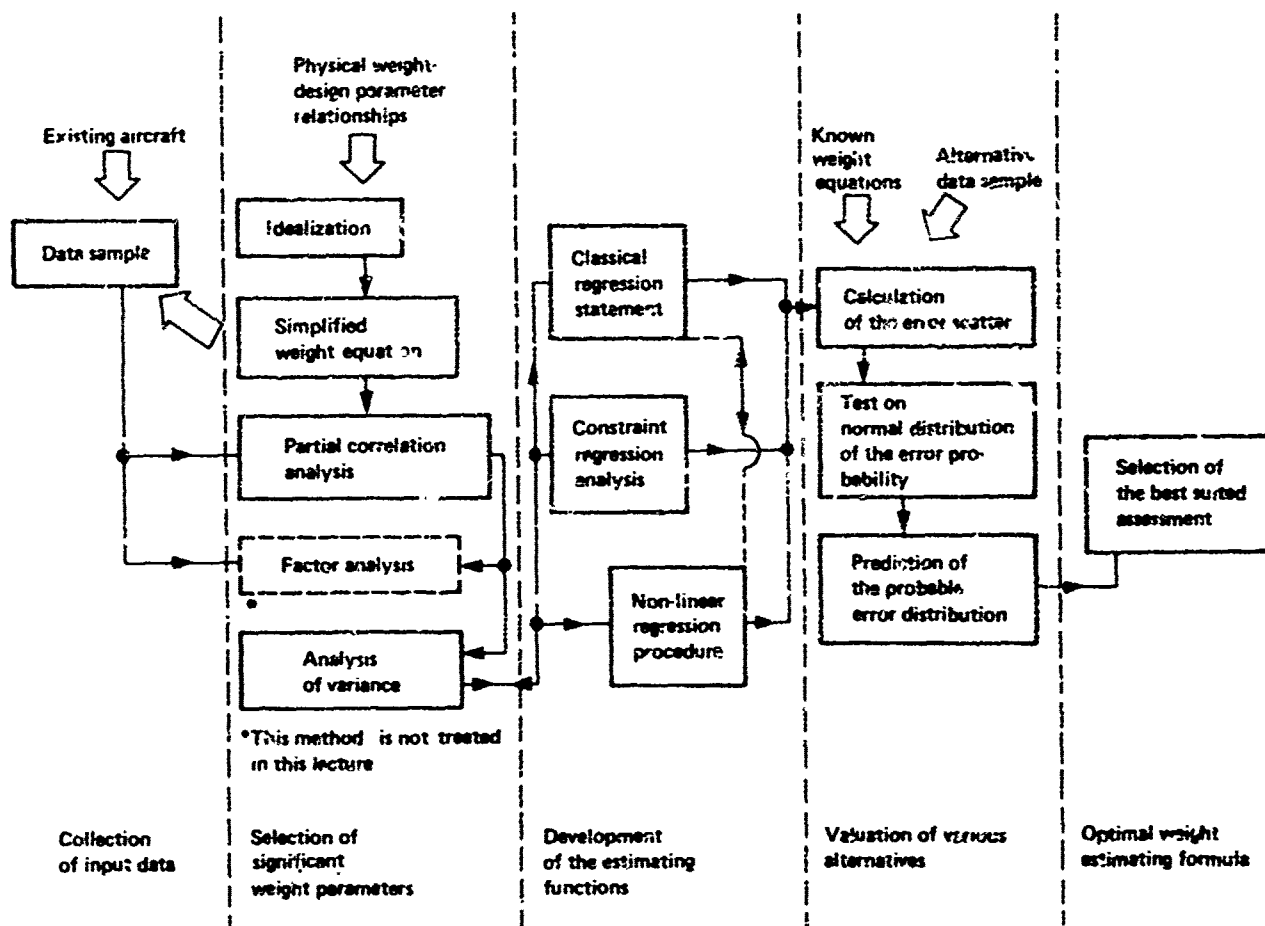 Existing aircraft
Data sample
Physical weight-
design parameter
relationships
Idealization
Simplified
weight equation
Partial correlation
analysis
Factor analysis
*
Analysis
of variance
*This method is not treated
in this lecture
Classical
regression
statement
Constraint
regression
analysis
Non-linear
regression
procedure
Known
weight
equations
Alternative
data sample
Calculation
of the error scatter
Test on
normal distribution
of the error pro-
bability
Prediction of
the probable
error distribution
Selection of
the best suited
assessment
Collection
of input data
Selection of
significant
weight parameters
Development
of the estimating
functions
Valuation of various
alternatives
Optimal weight
estimating formula